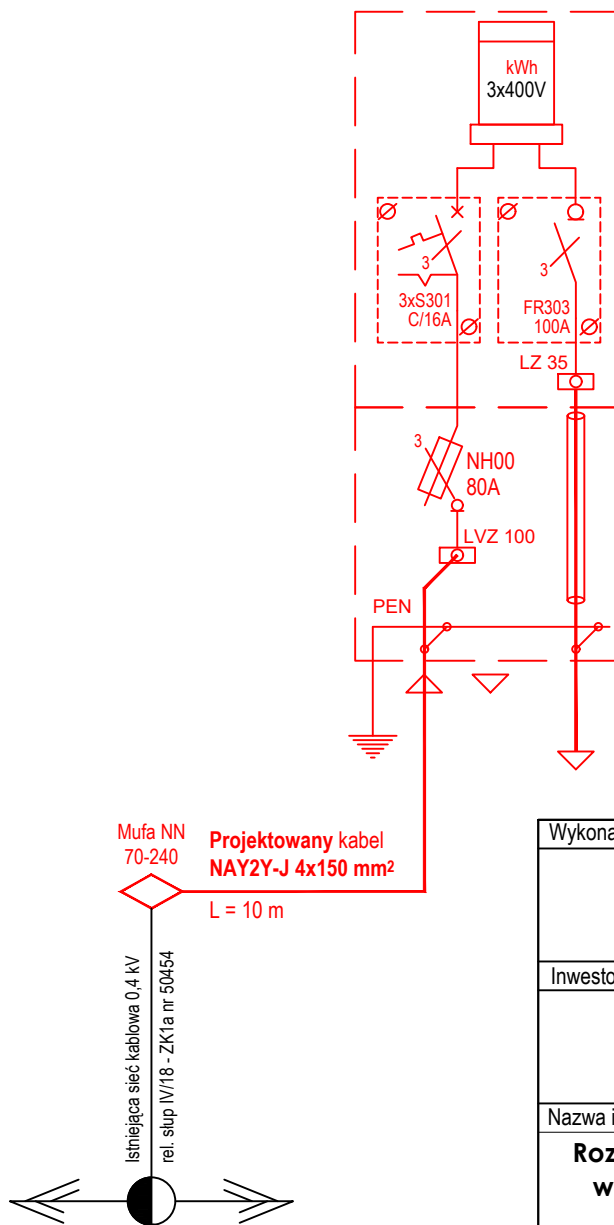 kWh
3x400V
3
3xS301
C/16A
3
FR303
100A
LZ 35
3
NH00
80A
LVZ 100
PEN
Mufa NN
70-240
Projektowany kabel
NAY2Y-J 4x150 mm²
L = 10 m
Istniejąca sieć kablowa 0,4 kV
rel. słup IV/18 - ZK1a nr 50454
Wykona
Inwesto
Nazwa i
Roz
w